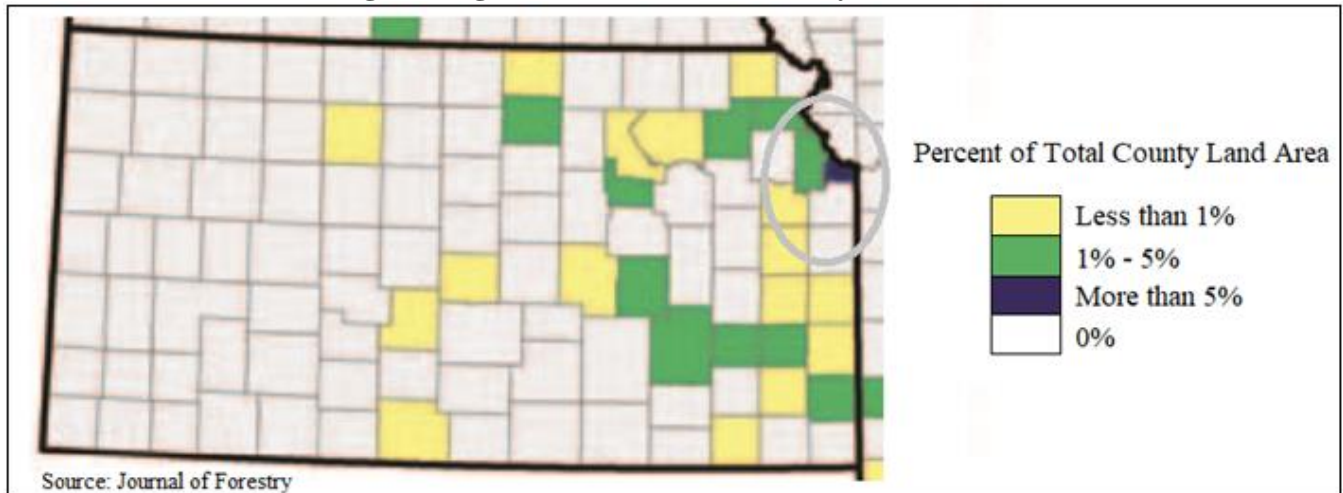 Percent of Total County Land Area
Less than 1%
1% - 5%
More than 5%
0%
Source: Journal of Forestry